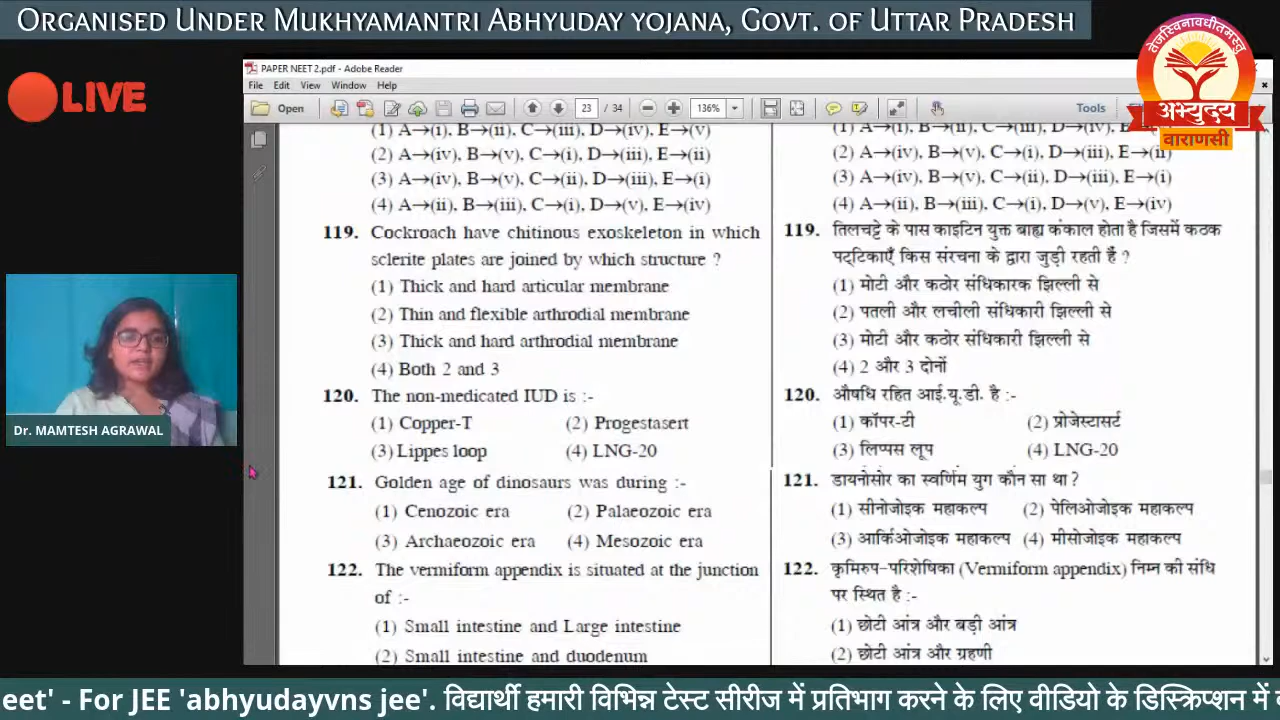 ORGANISED UNDER MUKHYAMANTRI ABHYUDAY YOJANA, GOVT. OF UTTAR PRADESH
तेजस्विनावधीतमस्तु
अभ्युदय
वाराणसी
LIVE
PAPER NEET 2.pdf - Adobe Reader
File Edit View Window Help
Open 23 / 34 136% Tools
(1) A→(i), B→(ii), C→(iii), D→(iv), E→(v)
(2) A→(iv), B→(v), C→(i), D→(iii), E→(ii)
(3) A→(iv), B→(v), C→(ii), D→(iii), E→(i)
(4) A→(ii), B→(iii), C→(i), D→(v), E→(iv)
119. Cockroach have chitinous exoskeleton in which
sclerite plates are joined by which structure ?
(1) Thick and hard articular membrane
(2) Thin and flexible arthrodial membrane
(3) Thick and hard arthrodial membrane
(4) Both 2 and 3
120. The non-medicated IUD is :-
(1) Copper-T (2) Progestasert
(3) Lippes loop (4) LNG-20
121. Golden age of dinosaurs was during :-
(1) Cenozoic era (2) Palaeozoic era
(3) Archaeozoic era (4) Mesozoic era
122. The vermiform appendix is situated at the junction
of :-
(1) Small intestine and Large intestine
(2) Small intestine and duodenum
(1) A→(i), B→(ii), C→(iii), D→(iv),
(2) A→(iv), B→(v), C→(i), D→(iii), E→(ii)
(3) A→(iv), B→(v), C→(ii), D→(iii), E→(i)
(4) A→(ii), B→(iii), C→(i), D→(v), E→(iv)
119. तिलचट्टे के पास काइटिन युक्त बाह्य कंकाल होता है जिसमें कठक
पट्टिकाएँ किस संरचना के द्वारा जुड़ी रहती हैं ?
(1) मोटी और कठोर संधिकारक झिल्ली से
(2) पतली और लचीली संधिकारी झिल्ली से
(3) मोटी और कठोर संधिकारी झिल्ली से
(4) 2 और 3 दोनों
120. औषधि रहित आई.यू.डी. है :-
(1) कॉपर-टी (2) प्रोजेस्टासर्ट
(3) लिप्पस लूप (4) LNG-20
121. डायनोसोर का स्वर्णिम युग कौन सा था ?
(1) सीनोजोइक महाकल्प (2) पेलिओजोइक महाकल्प
(3) आर्किओजोइक महाकल्प (4) मीसोजोइक महाकल्प
122. कृमिरुप-परिशेषिका (Vermiform appendix) निम्न की संधि
पर स्थित है :-
(1) छोटी आंत्र और बड़ी आंत्र
(2) छोटी आंत्र और ग्रहणी
Dr. MAMTESH AGRAWAL
eet' - For JEE 'abhyudayvns jee'. विद्यार्थी हमारी विभिन्न टेस्ट सीरीज में प्रतिभाग करने के लिए वीडियो के डिस्क्रिप्शन में